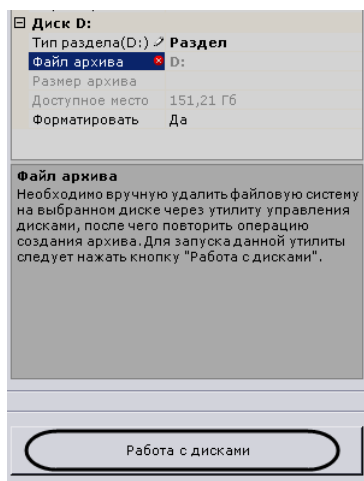 Диск D:
Тип раздела(D:) Раздел
Файл архива D:
Размер архива
Доступное место 151,21 Гб
Форматировать Да
Файл архива
Необходимо вручную удалить файловую систему
на выбранном диске через утилиту управления
дисками, после чего повторить операцию
создания архива. Для запуска данной утилиты
следует нажать кнопку "Работа с дисками".
Работа с дисками